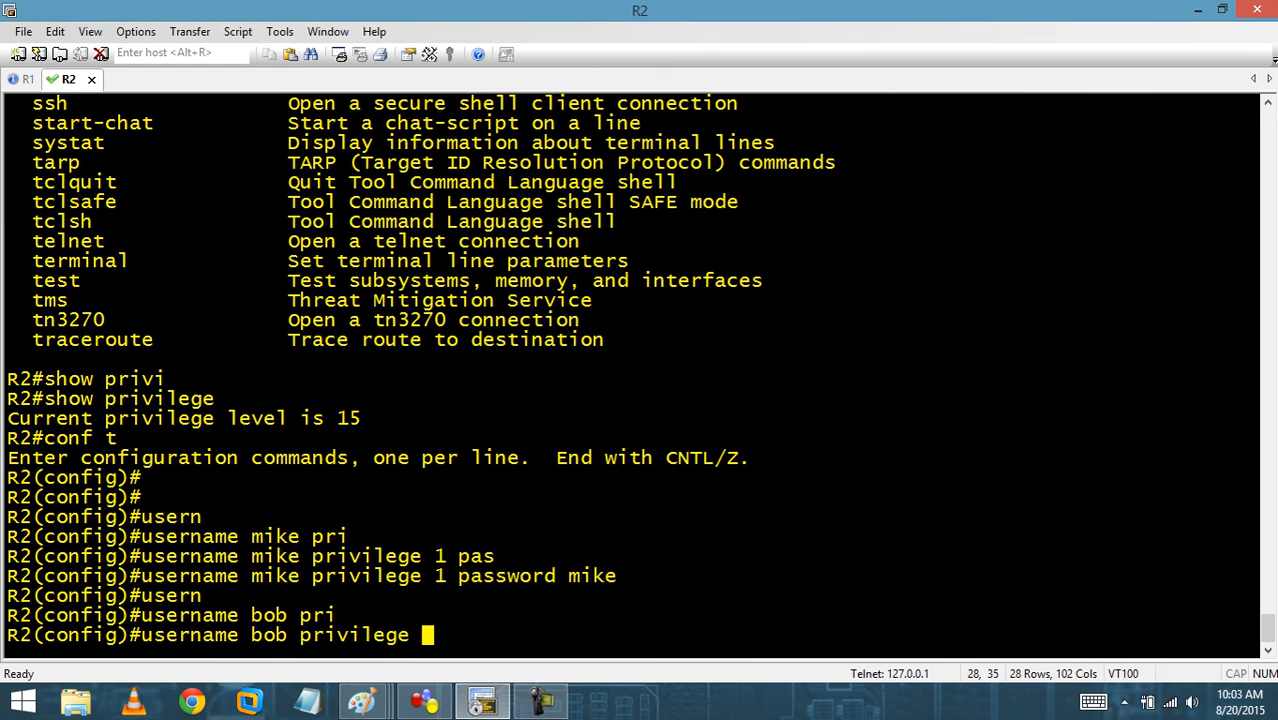 R2
File Edit View Options Transfer Script Tools Window Help
Enter host <Alt+R>
R1 R2
ssh Open a secure shell client connection
start-chat Start a chat-script on a line
systat Display information about terminal lines
tarp TARP (Target ID Resolution Protocol) commands
tclquit Quit Tool Command Language shell
tclsafe Tool Command Language shell SAFE mode
tclsh Tool Command Language shell
telnet Open a telnet connection
terminal Set terminal line parameters
test Test subsystems, memory, and interfaces
tms Threat Mitigation Service
tn3270 Open a tn3270 connection
traceroute Trace route to destination
R2#show privi
R2#show privilege
Current privilege level is 15
R2#conf t
Enter configuration commands, one per line. End with CNTL/Z.
R2(config)#
R2(config)#
R2(config)#usern
R2(config)#username mike pri
R2(config)#username mike privilege 1 pas
R2(config)#username mike privilege 1 password mike
R2(config)#usern
R2(config)#username bob pri
R2(config)#username bob privilege
Ready Telnet: 127.0.0.1 28, 35 28 Rows, 102 Cols VT100 CAP NUM
10:03 AM
8/20/2015